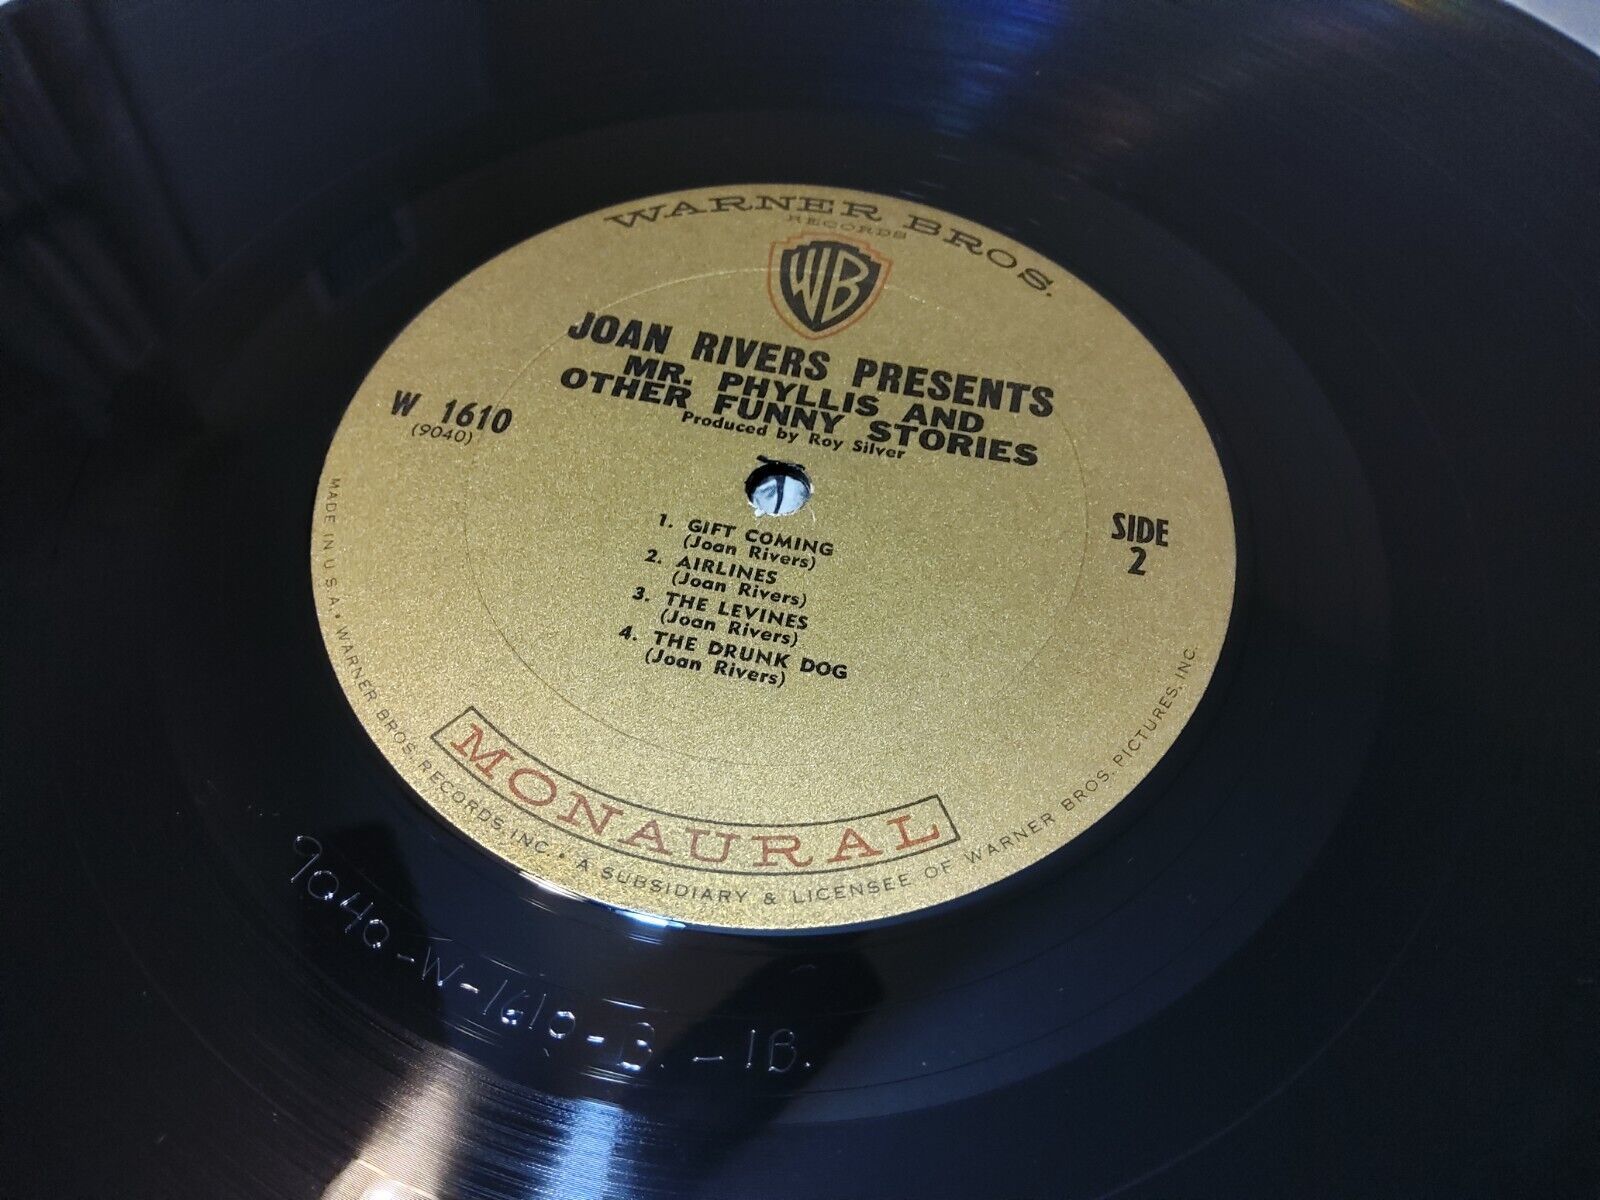 WARNER BROS.
RECORDS
WB
JOAN RIVERS PRESENTS
MR. PHYLLIS AND
OTHER FUNNY STORIES
Produced by Roy Silver
W 1610
(9040)
SIDE
2
1. GIFT COMING
(Joan Rivers)
2. AIRLINES
(Joan Rivers)
3. THE LEVINES
(Joan Rivers)
4. THE DRUNK DOG
(Joan Rivers)
MONAURAL
MADE IN U.S.A. • WARNER BROS. RECORDS, INC. • A SUBSIDIARY & LICENSEE OF WARNER BROS. PICTURES, INC.
9040-W-1610-B.-1B.